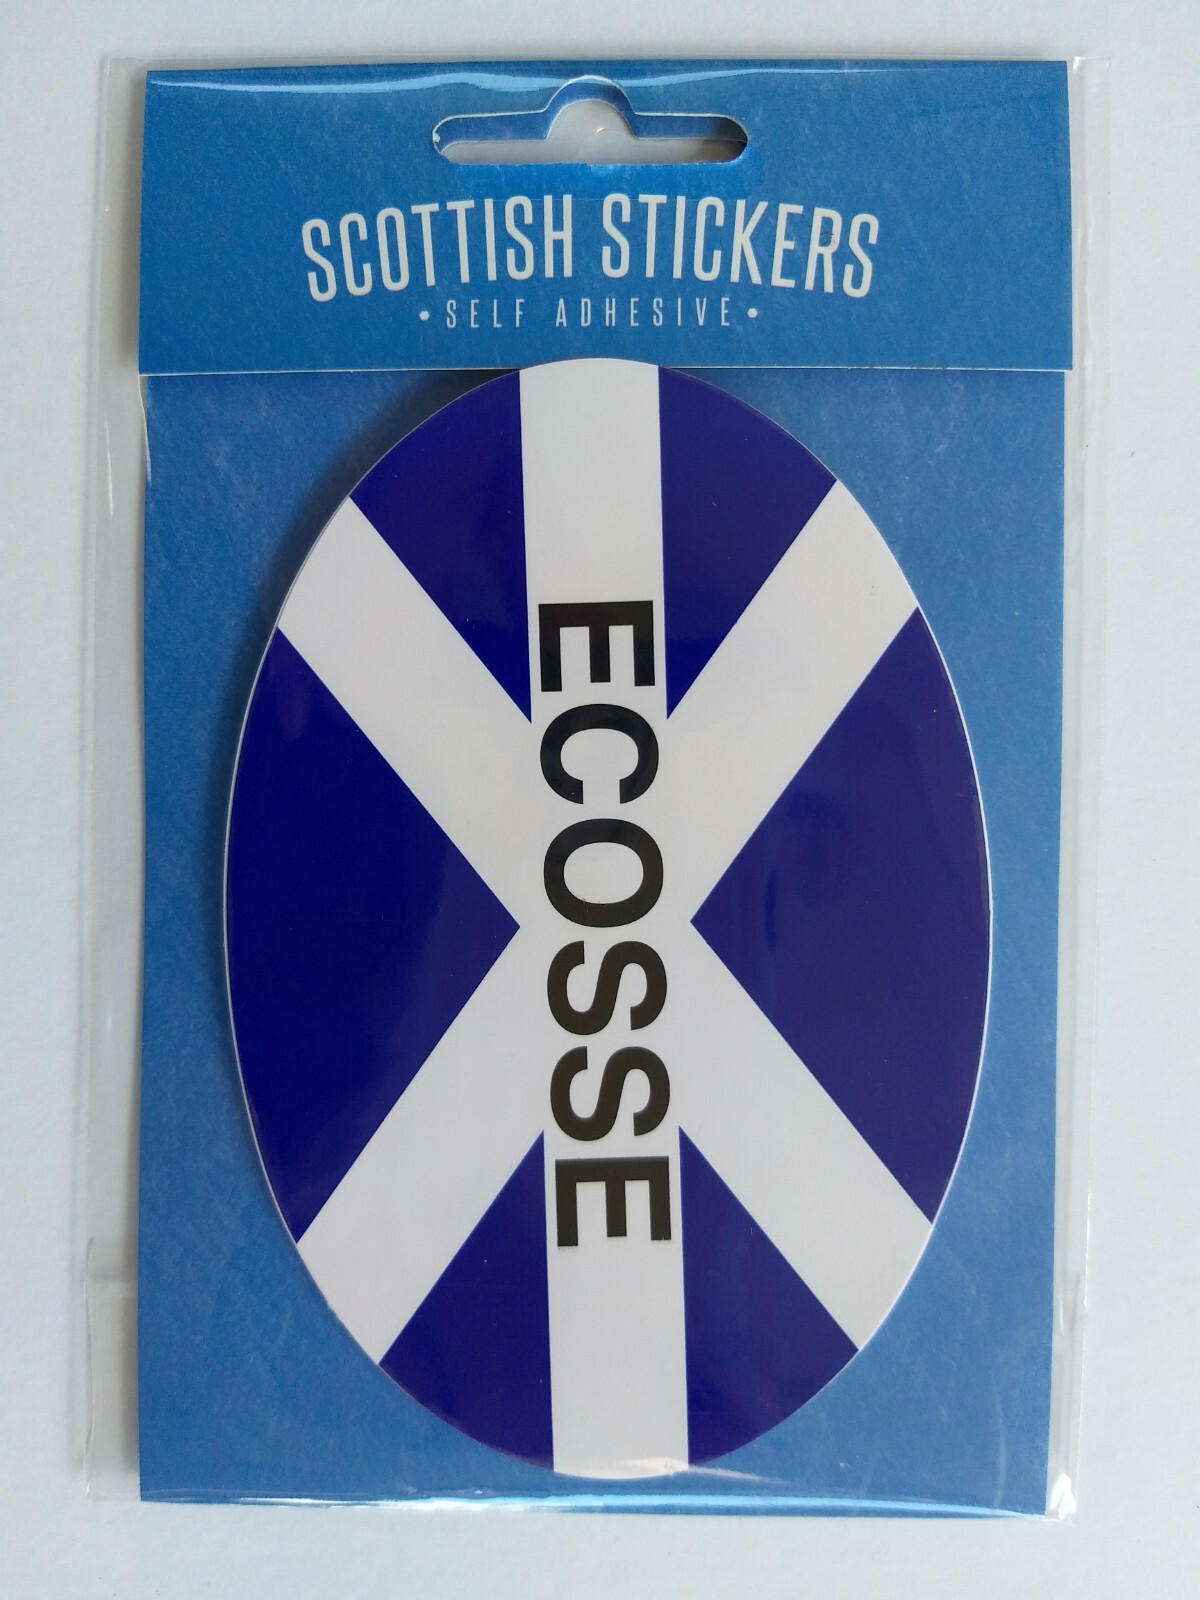 SCOTTISH STICKERS
• SELF ADHESIVE •
ECOSSE